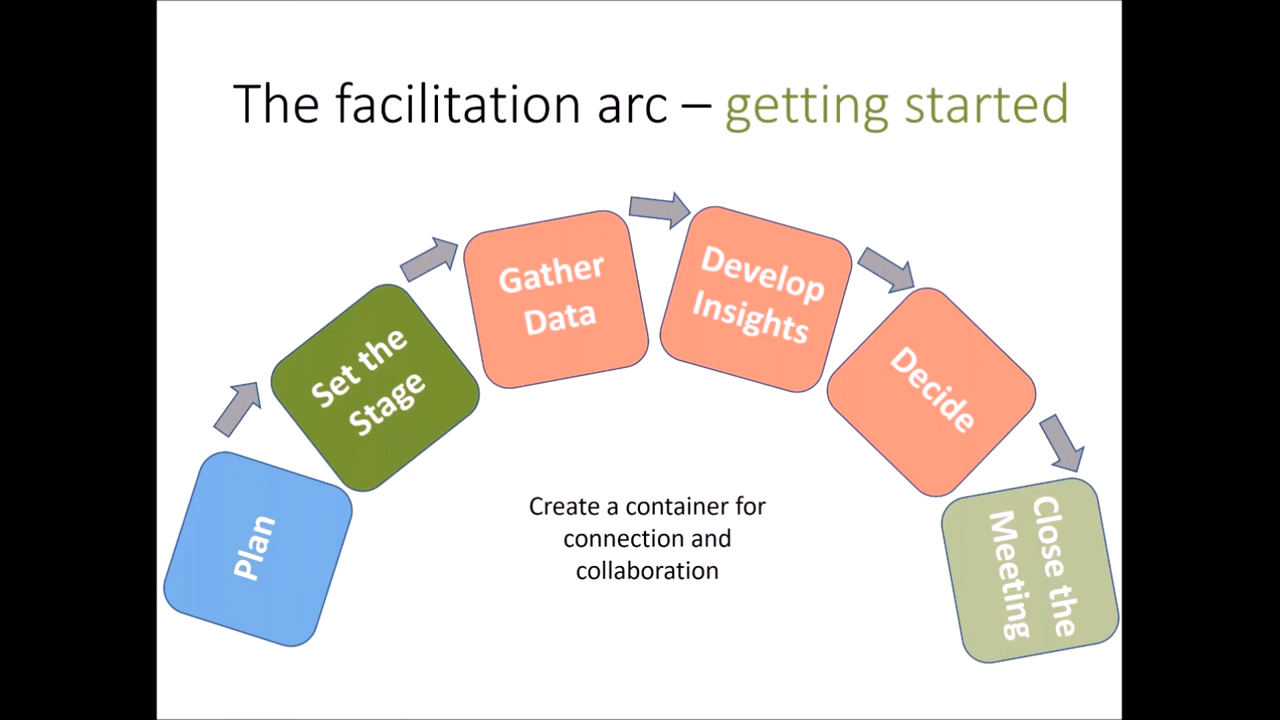 The facilitation arc – getting started
Plan
Set the
Stage
Gather
Data
Develop
Insights
Decide
Close the
Meeting
Create a container for
connection and
collaboration